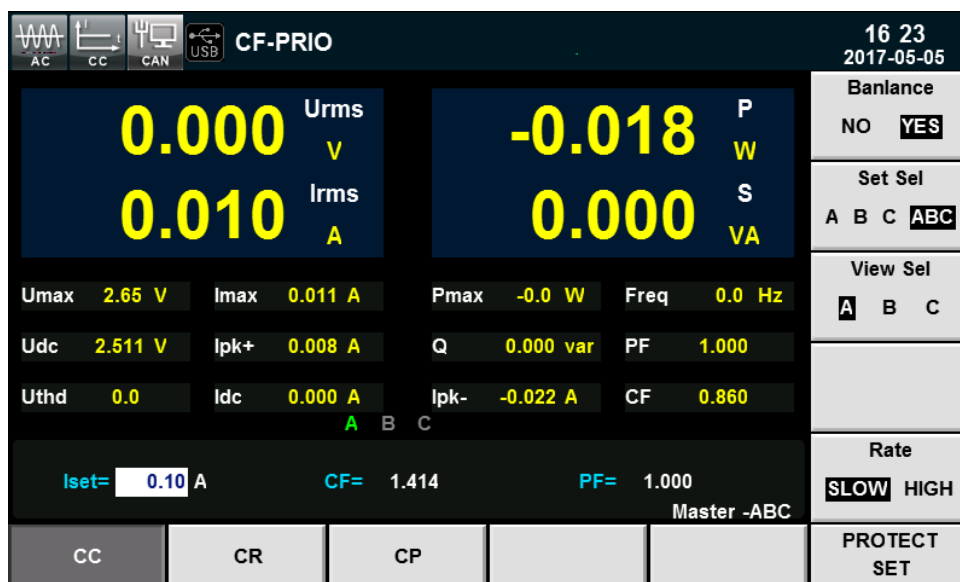 AC CC CAN USB CF-PRIO 16 23
2017-05-05
0.000 Urms V -0.018 P W
0.010 Irms A 0.000 S VA
Umax 2.65 V Imax 0.011 A Pmax -0.0 W Freq 0.0 Hz
Udc 2.511 V Ipk+ 0.008 A Q 0.000 var PF 1.000
Uthd 0.0 Idc 0.000 A Ipk- -0.022 A CF 0.860
A B C
Iset= 0.10 A CF= 1.414 PF= 1.000
Master -ABC
Banlance
NO YES
Set Sel
A B C ABC
View Sel
A B C
Rate
SLOW HIGH
CC CR CP PROTECT
SET